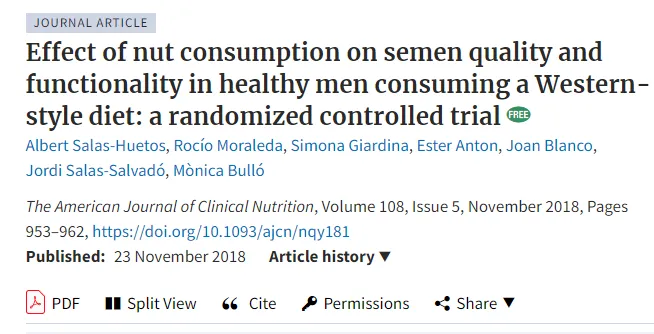 JOURNAL ARTICLE
Effect of nut consumption on semen quality and
functionality in healthy men consuming a Western-
style diet: a randomized controlled trial FREE
Albert Salas-Huetos, Rocío Moraleda, Simona Giardina, Ester Anton, Joan Blanco,
Jordi Salas-Salvadó, Mònica Bulló
The American Journal of Clinical Nutrition, Volume 108, Issue 5, November 2018, Pages
953–962, https://doi.org/10.1093/ajcn/nqy181
Published: 23 November 2018 Article history ▼
PDF Split View Cite Permissions Share ▼